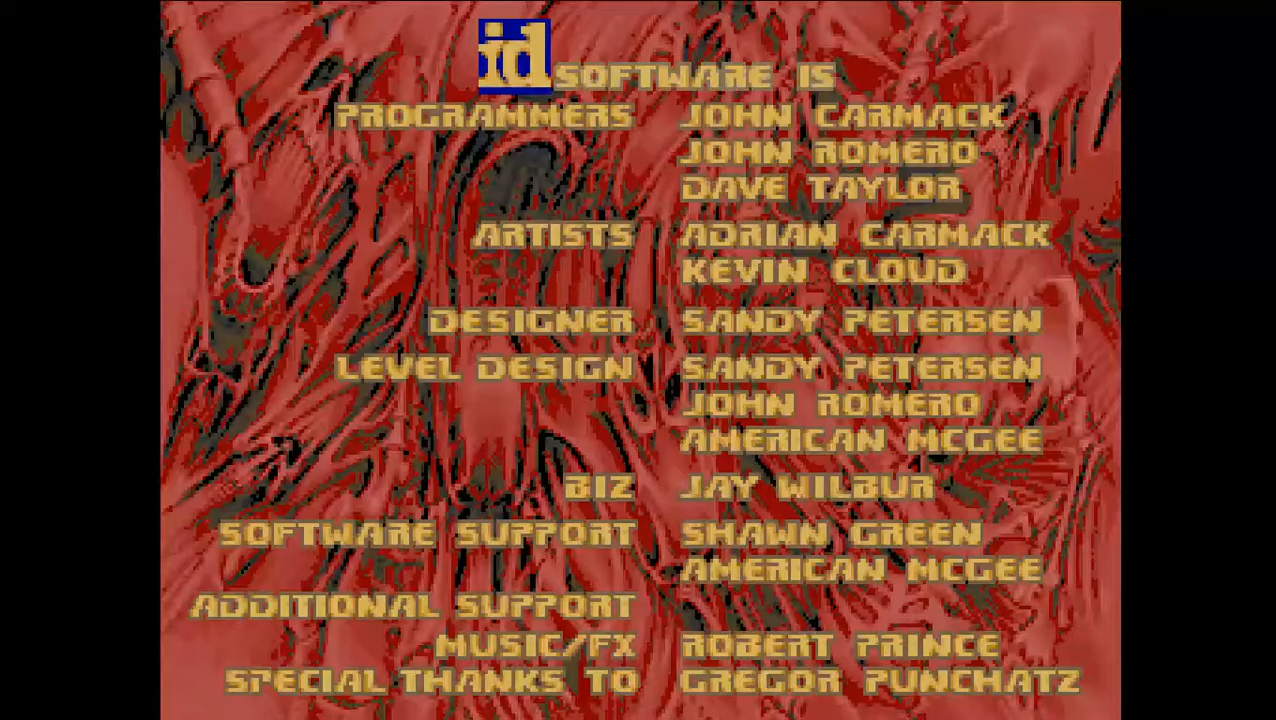 id SOFTWARE IS
PROGRAMMERS JOHN CARMACK
JOHN ROMERO
DAVE TAYLOR
ARTISTS ADRIAN CARMACK
KEVIN CLOUD
DESIGNER SANDY PETERSEN
LEVEL DESIGN SANDY PETERSEN
JOHN ROMERO
AMERICAN MCGEE
BIZ JAY WILBUR
SOFTWARE SUPPORT SHAWN GREEN
AMERICAN MCGEE
ADDITIONAL SUPPORT
MUSIC/FX ROBERT PRINCE
SPECIAL THANKS TO GREGOR PUNCHATZ